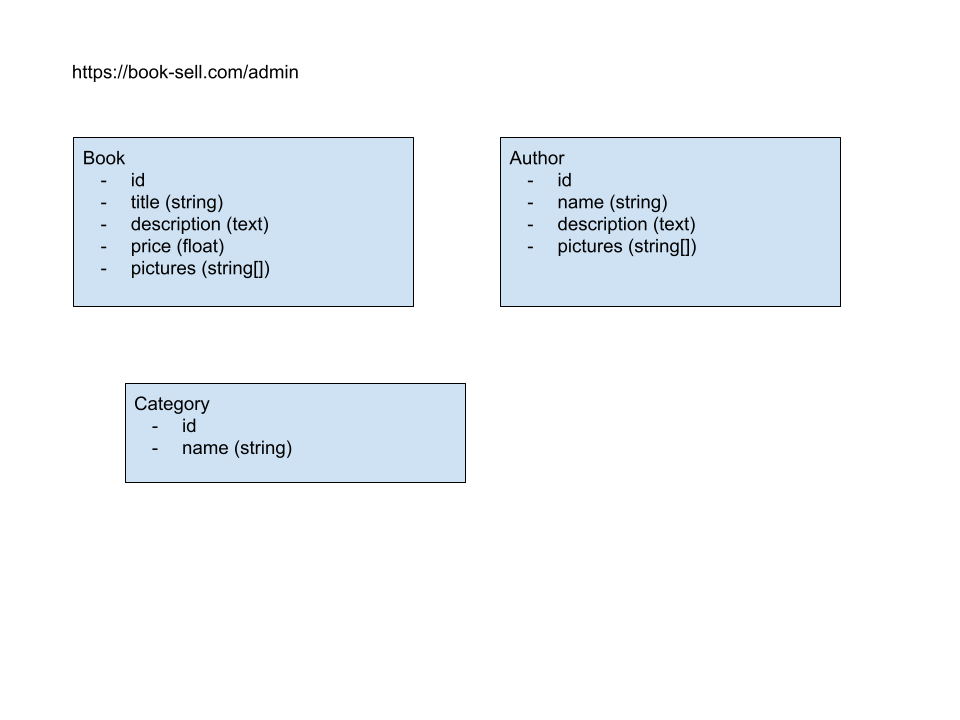 https://book-sell.com/admin
Book
- id
- title (string)
- description (text)
- price (float)
- pictures (string[])
Author
- id
- name (string)
- description (text)
- pictures (string[])
Category
- id
- name (string)